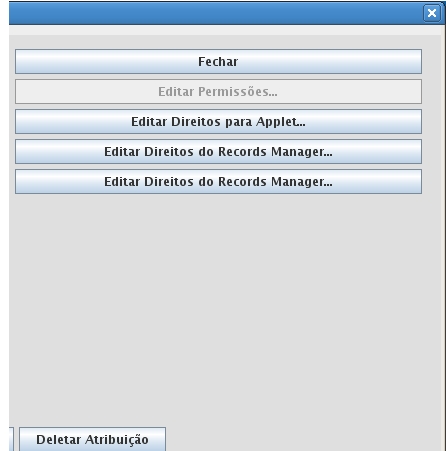 Fechar
Editar Permissões...
Editar Direitos para Applet...
Editar Direitos do Records Manager...
Editar Direitos do Records Manager...
Deletar Atribuição